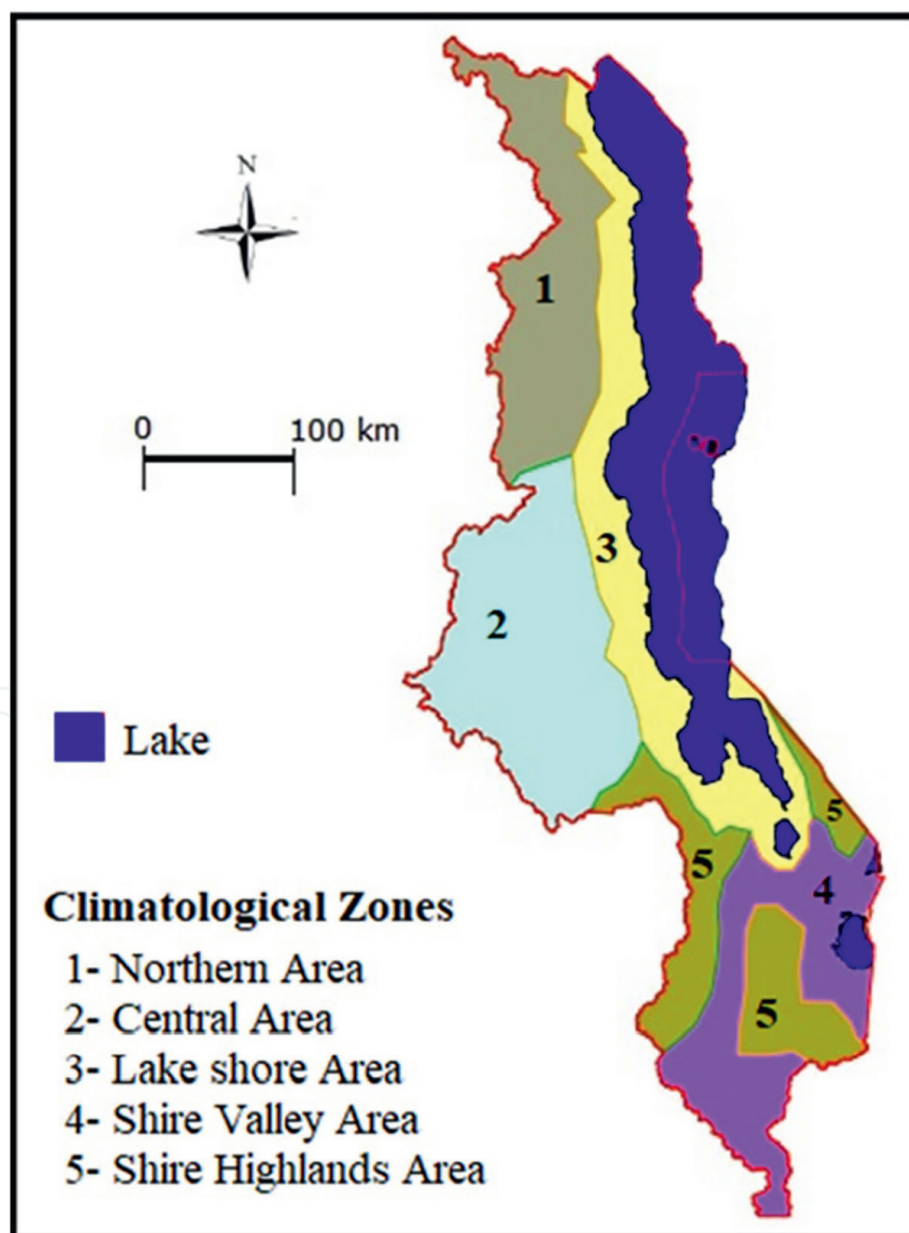 N
1
0 100 km
3
2
Lake
5
5
4
5
Climatological Zones
1- Northern Area
2- Central Area
3- Lake shore Area
4- Shire Valley Area
5- Shire Highlands Area